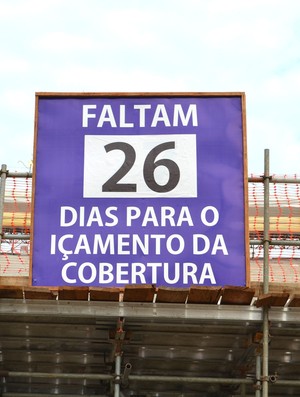 FALTAM
26
DIAS PARA O
IÇAMENTO DA
COBERTURA